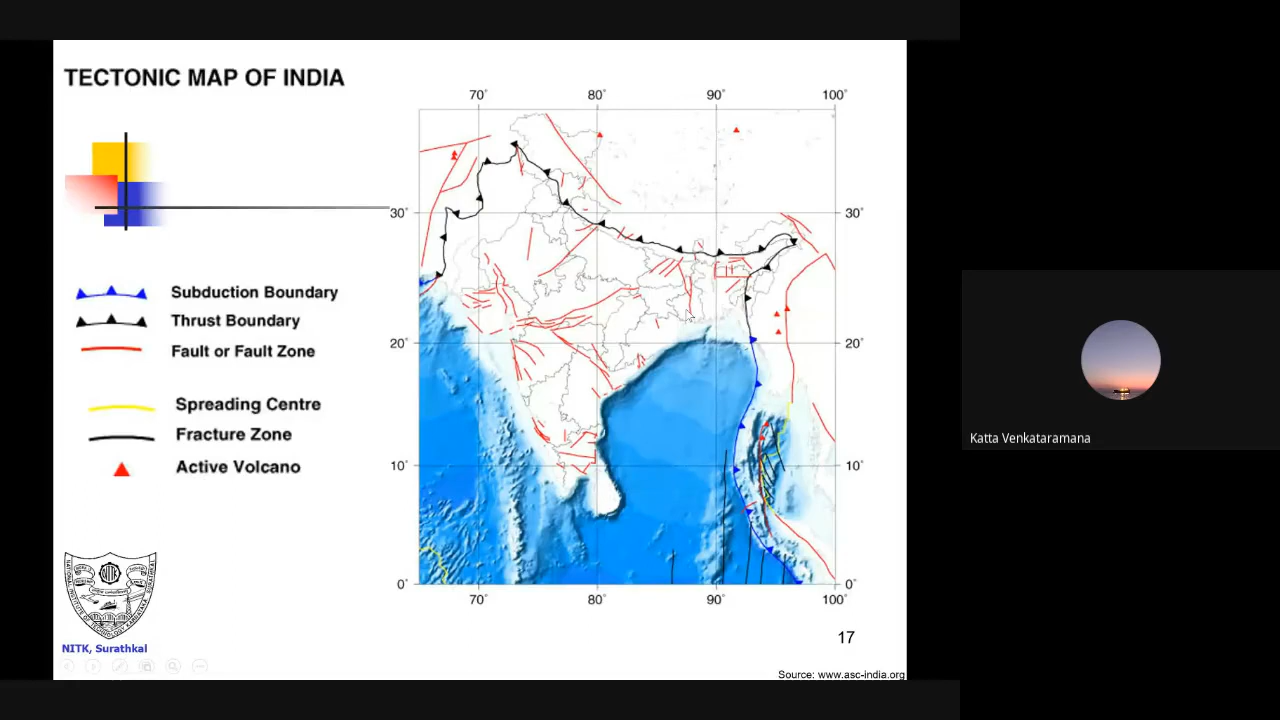 TECTONIC MAP OF INDIA
70° 80° 90° 100°
30° 30°
20° 20°
10° 10°
0° 0°
70° 80° 90° 100°
Subduction Boundary
Thrust Boundary
Fault or Fault Zone
Spreading Centre
Fracture Zone
Active Volcano
NITK, Surathkal
17
Source: www.asc-india.org
Katta Venkataramana